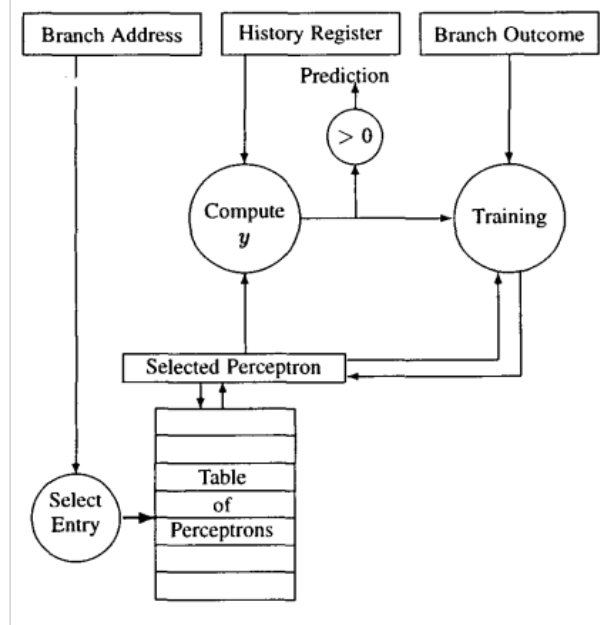 Branch Address
History Register
Branch Outcome
Prediction
> 0
Compute
y
Training
Selected Perceptron
Table
of
Perceptrons
Select
Entry